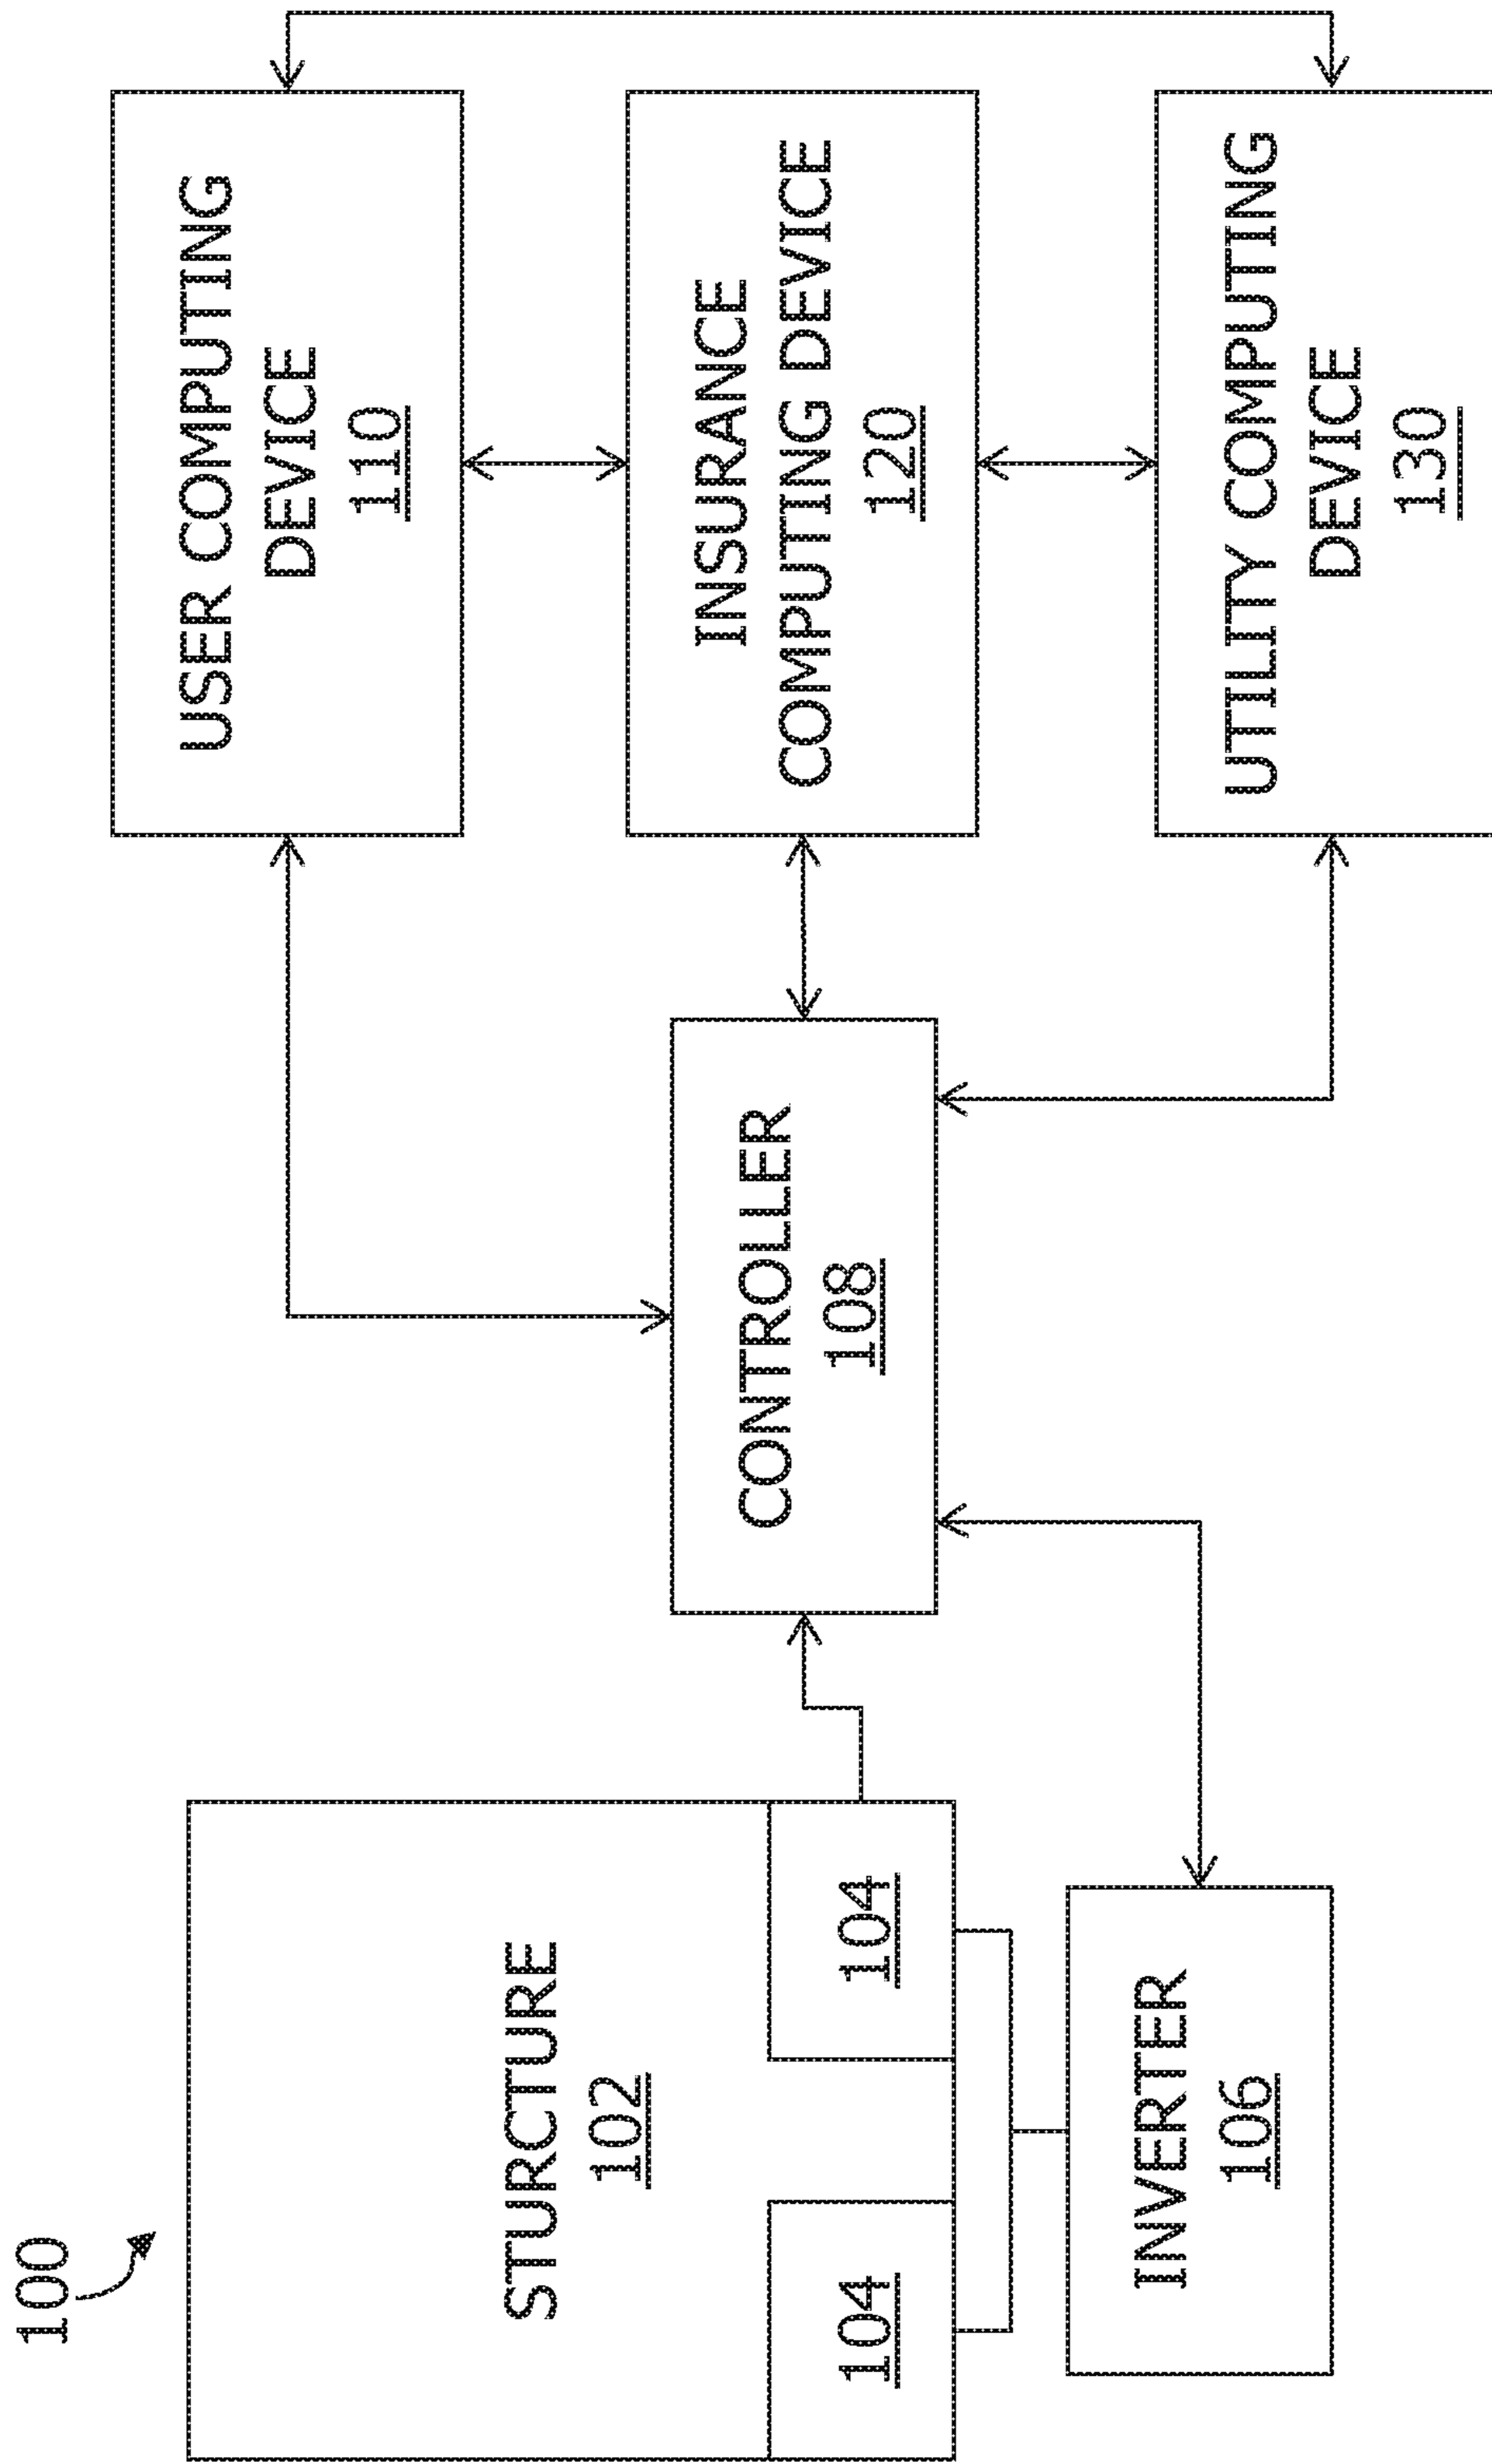 100
STURCTURE
102
104
104
INVERTER
106
CONTROLLER
108
USER COMPUTING
DEVICE
110
INSURANCE
COMPUTING DEVICE
120
UTILITY COMPUTING
DEVICE
130